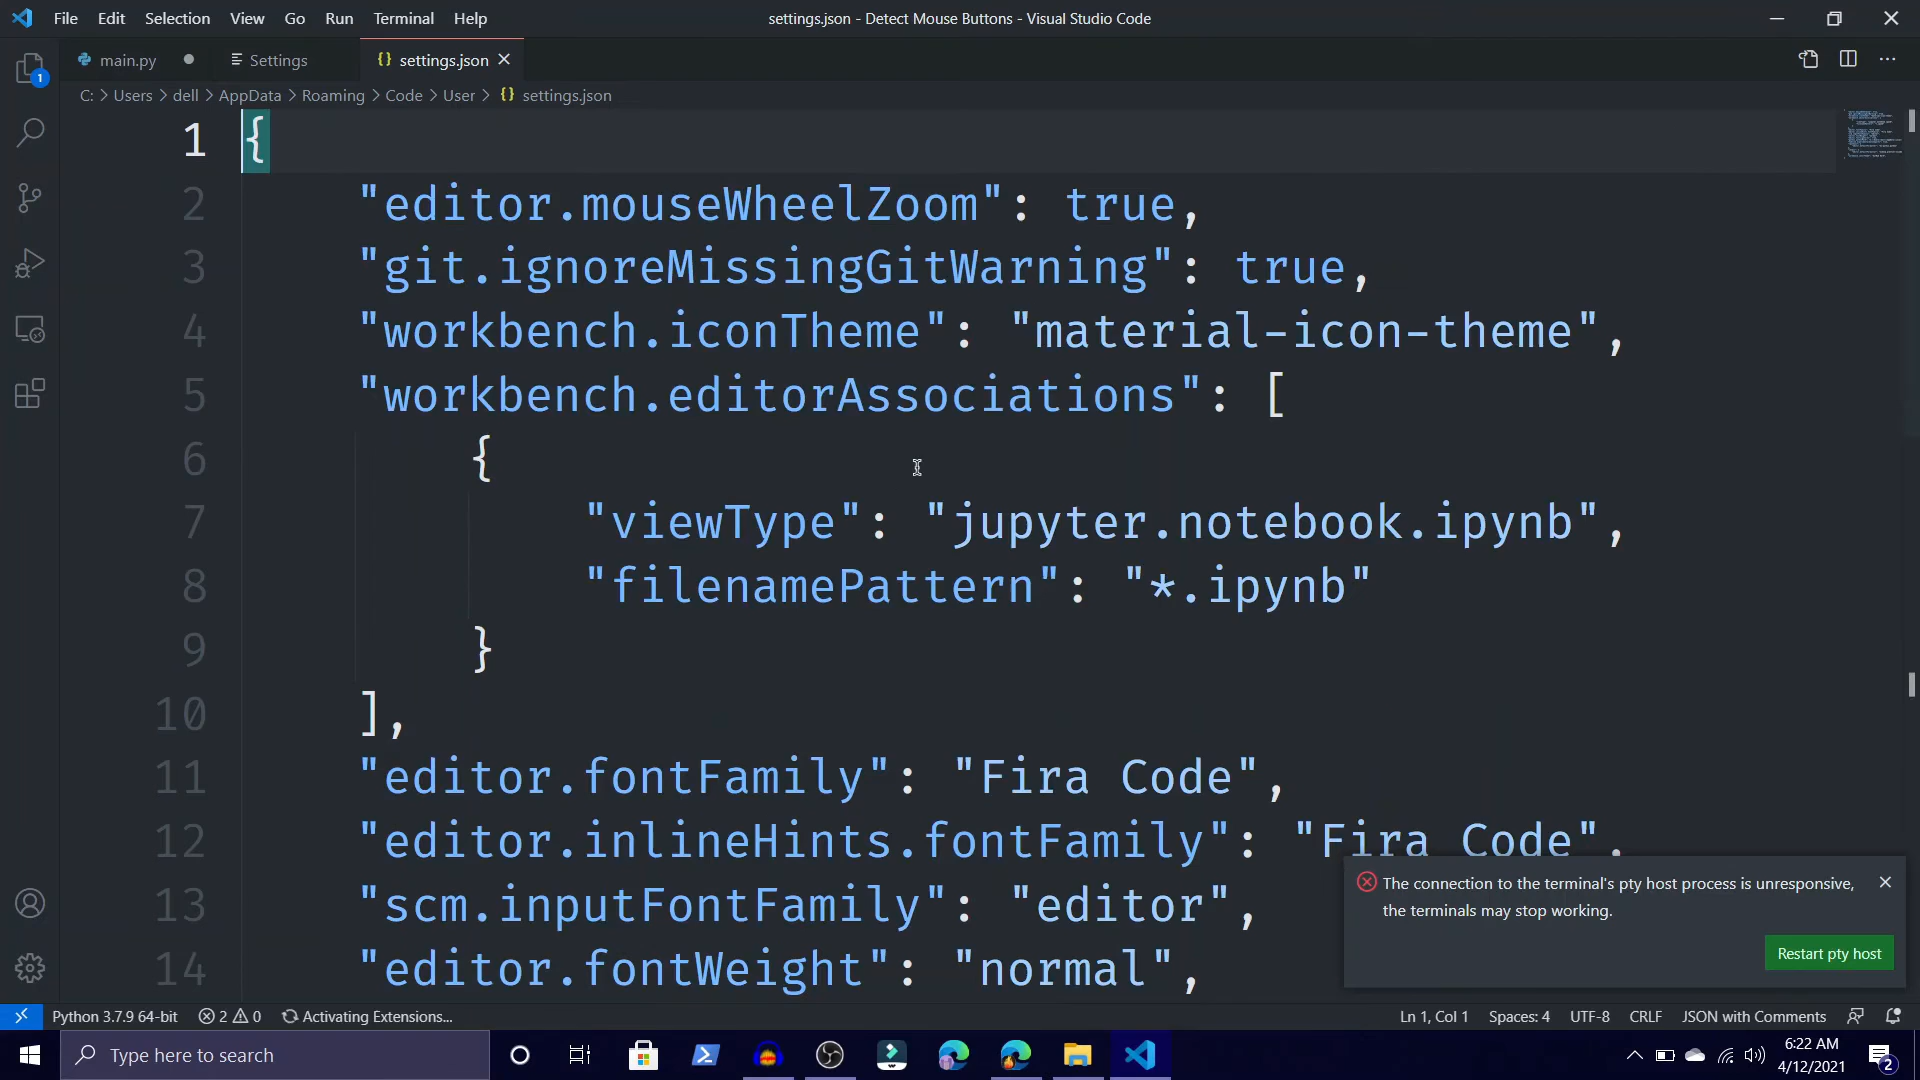 File Edit Selection View Go Run Terminal Help
settings.json - Detect Mouse Buttons - Visual Studio Code
main.py Settings {} settings.json
C: > Users > dell > AppData > Roaming > Code > User > {} settings.json
1 {
2 "editor.mouseWheelZoom": true,
3 "git.ignoreMissingGitWarning": true,
4 "workbench.iconTheme": "material-icon-theme",
5 "workbench.editorAssociations": [
6 {
7 "viewType": "jupyter.notebook.ipynb",
8 "filenamePattern": "*.ipynb"
9 }
10 ],
11 "editor.fontFamily": "Fira Code",
12 "editor.inlineHints.fontFamily": "Fira Code",
13 "scm.inputFontFamily": "editor",
14 "editor.fontWeight": "normal",
The connection to the terminal's pty host process is unresponsive,
the terminals may stop working.
Restart pty host
Python 3.7.9 64-bit 2 0 Activating Extensions... Ln 1, Col 1 Spaces: 4 UTF-8 CRLF JSON with Comments
Type here to search
6:22 AM
4/12/2021
2
1